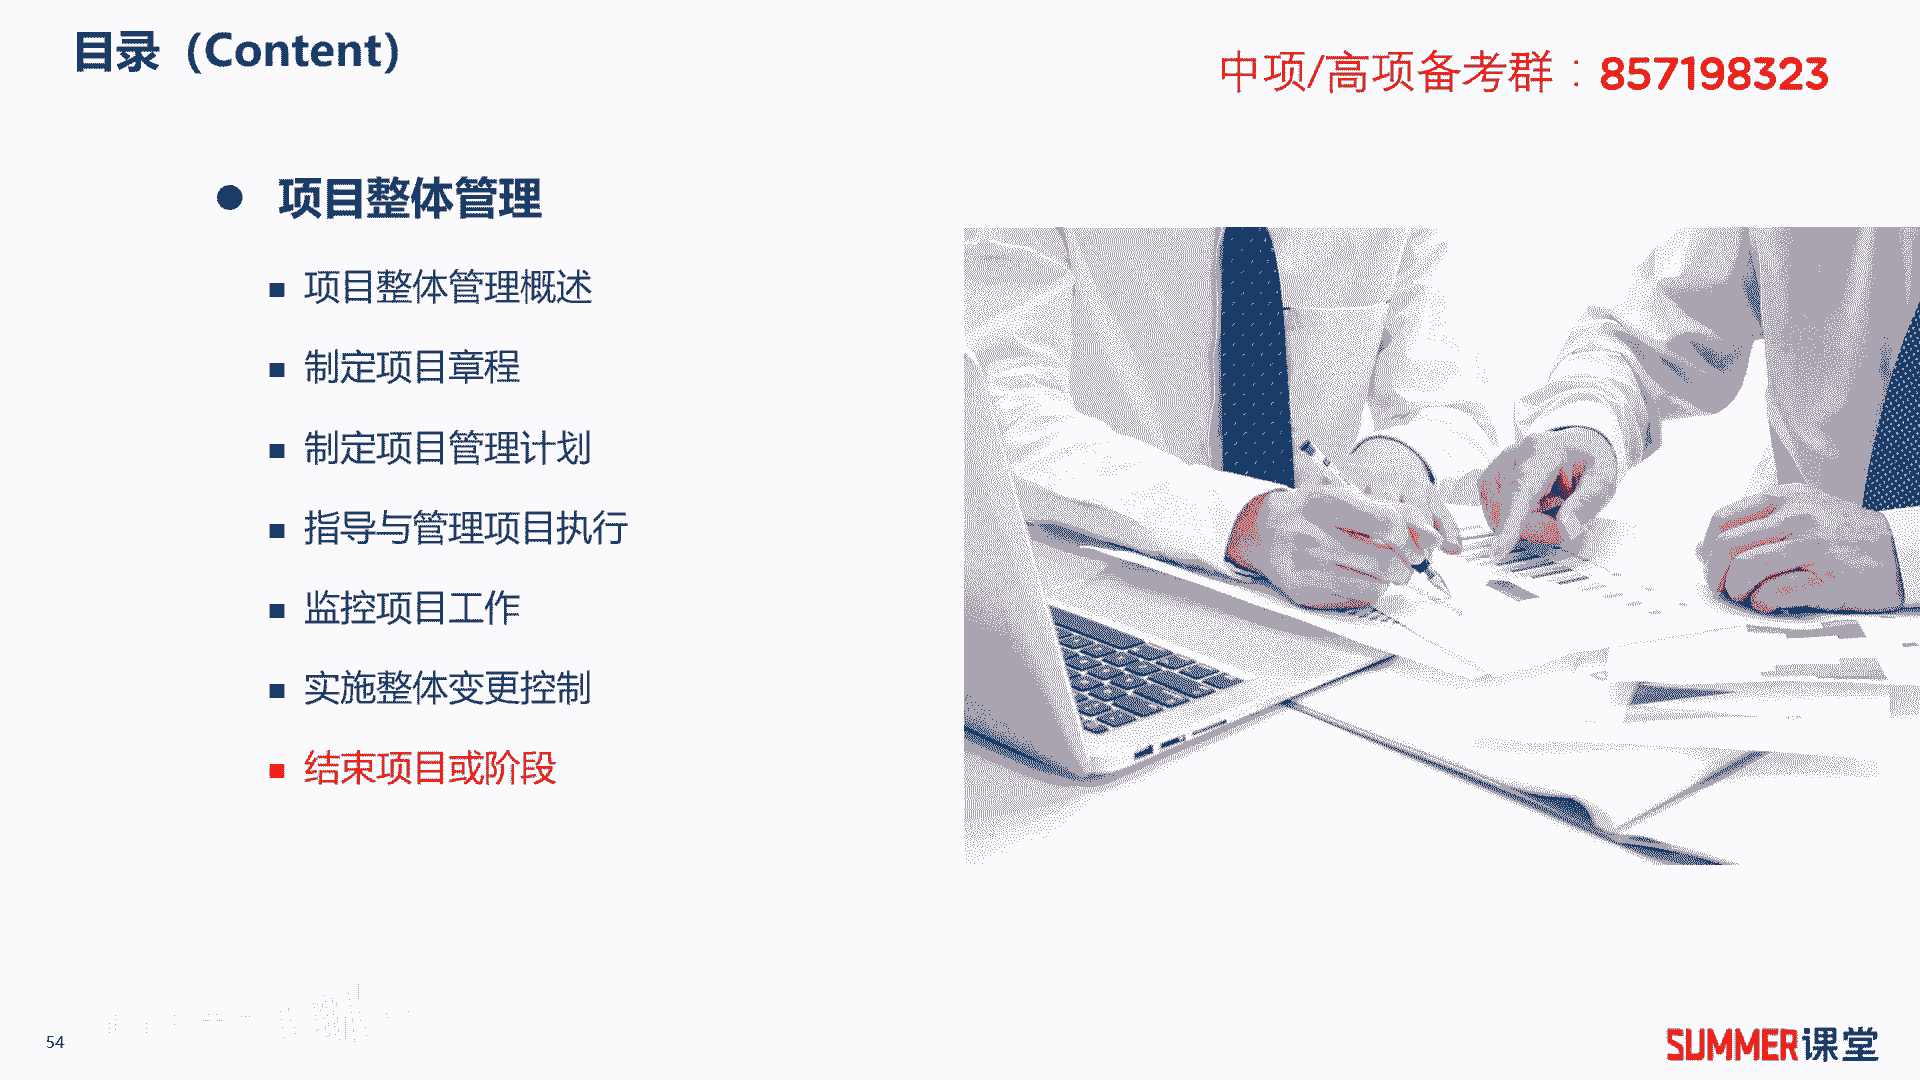 目录（Content）
中项/高项备考群：857198323
项目整体管理
项目整体管理概述
制定项目章程
制定项目管理计划
指导与管理项目执行
监控项目工作
实施整体变更控制
结束项目或阶段
54
SUMMER课堂